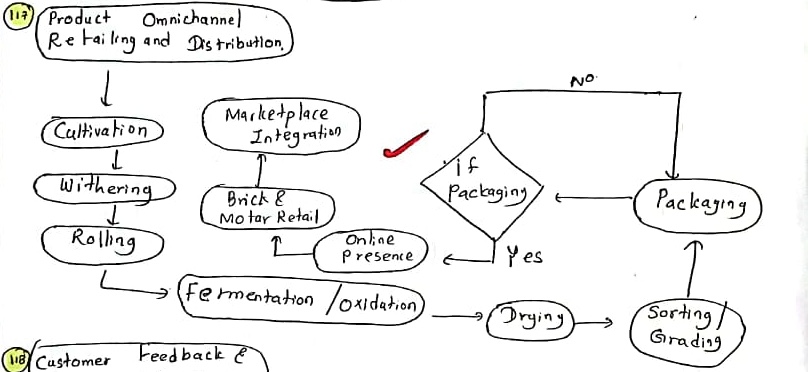 117
Product Omnichannel
Retailing and Distribution.
Cultivation
Withering
Rolling
Fermentation / Oxidation
Drying
Sorting /
Grading
Packaging
if
Packaging
No
Yes
Online
Presence
Brick &
Motar Retail
Marketplace
Integration
118
Customer Feedback &